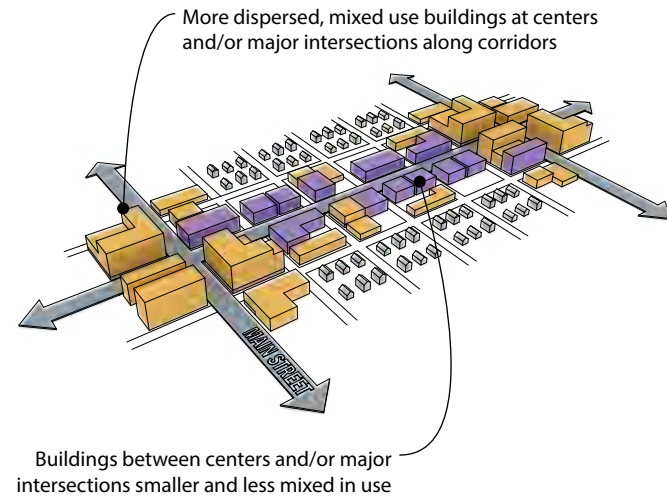 More dispersed, mixed use buildings at centers
and/or major intersections along corridors
MAIN STREET
Buildings between centers and/or major
intersections smaller and less mixed in use